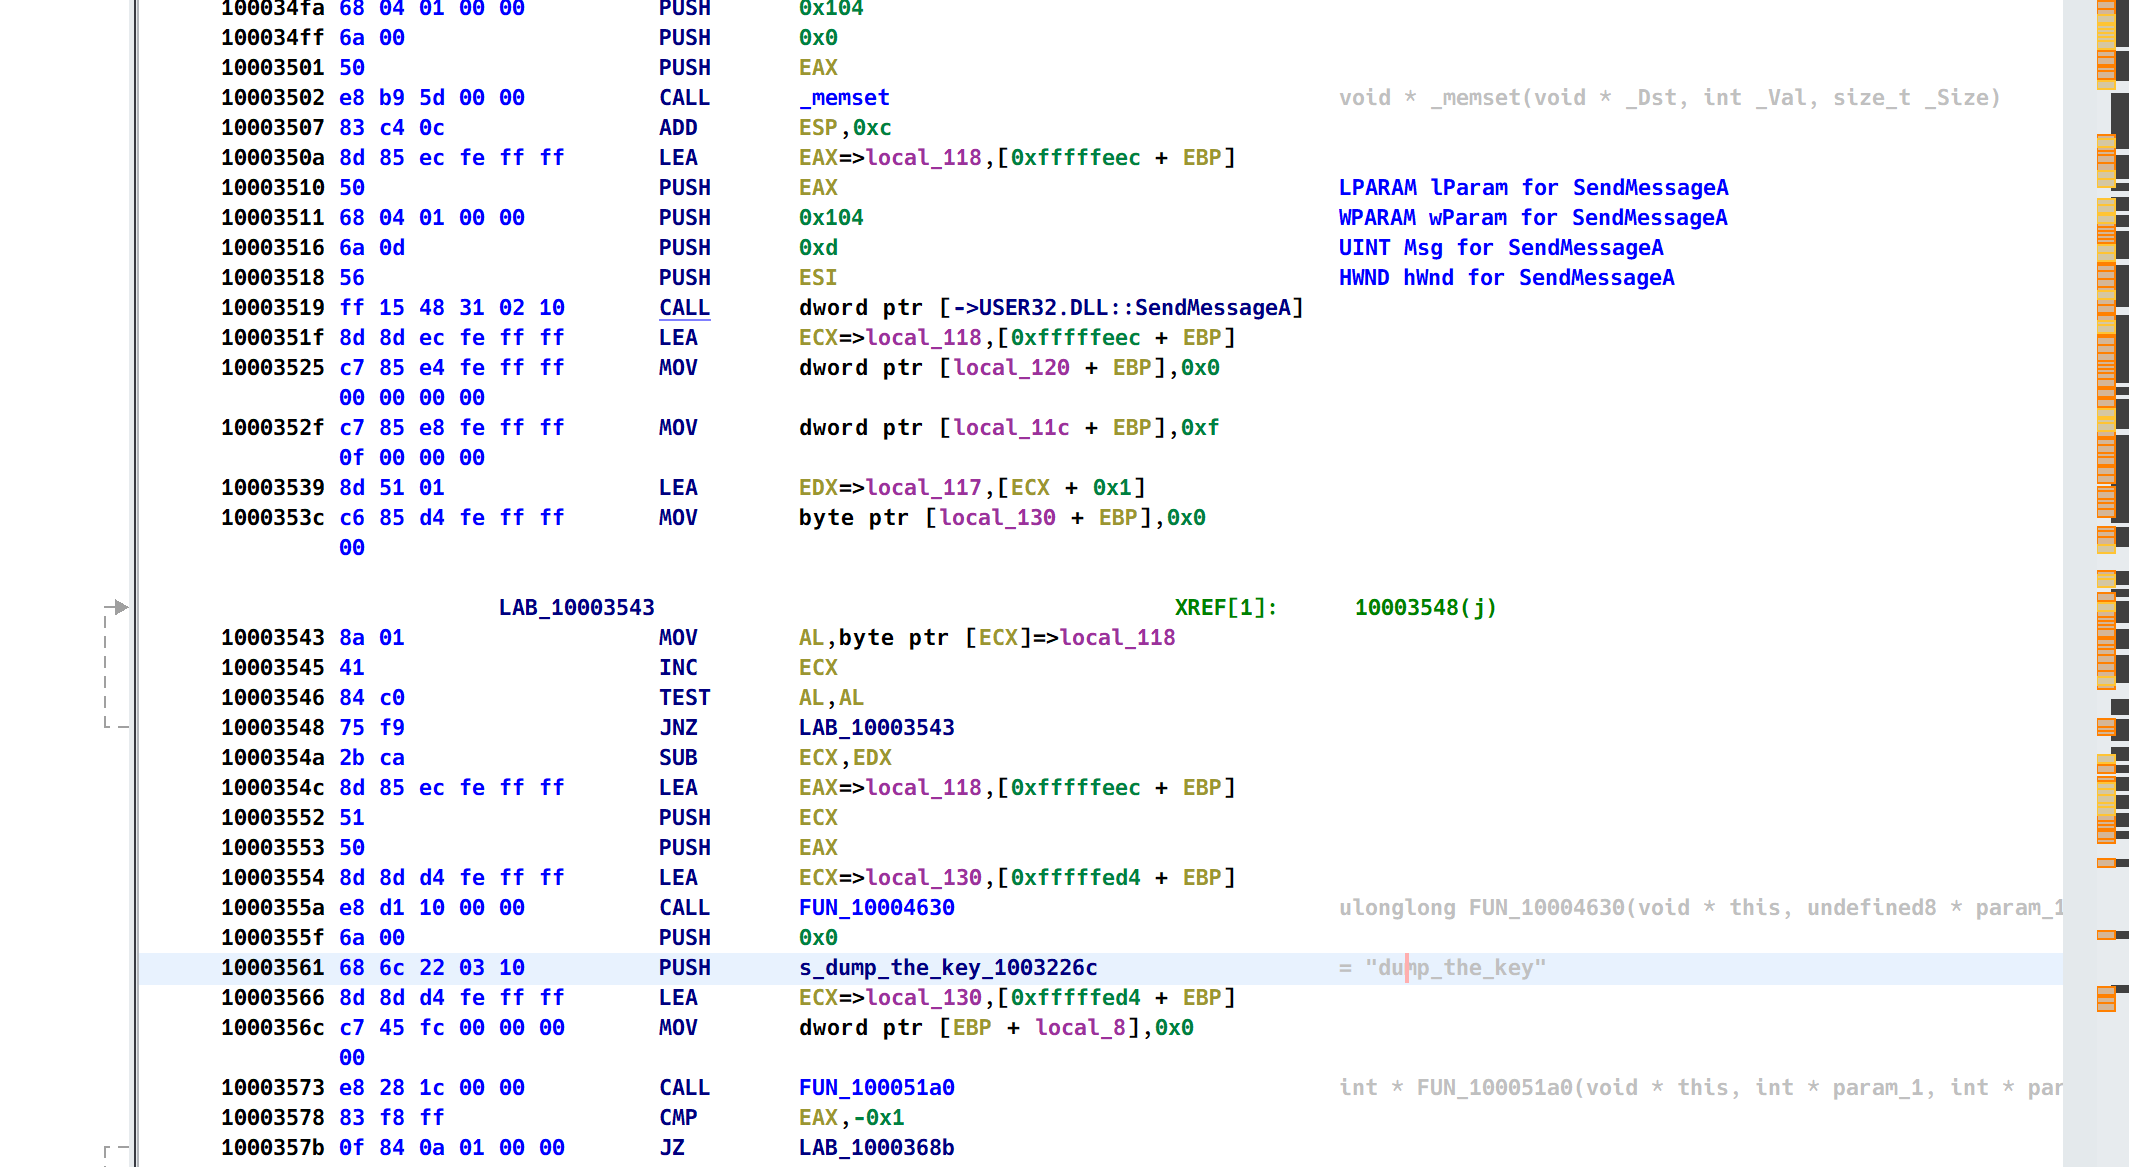 100034fa 68 04 01 00 00 PUSH 0x104
100034ff 6a 00 PUSH 0x0
10003501 50 PUSH EAX
10003502 e8 b9 5d 00 00 CALL _memset void * _memset(void * _Dst, int _Val, size_t _Size)
10003507 83 c4 0c ADD ESP,0xc
1000350a 8d 85 ec fe ff ff LEA EAX=>local_118,[0xfffffeec + EBP]
10003510 50 PUSH EAX LPARAM lParam for SendMessageA
10003511 68 04 01 00 00 PUSH 0x104 WPARAM wParam for SendMessageA
10003516 6a 0d PUSH 0xd UINT Msg for SendMessageA
10003518 56 PUSH ESI HWND hWnd for SendMessageA
10003519 ff 15 48 31 02 10 CALL dword ptr [->USER32.DLL::SendMessageA]
1000351f 8d 8d ec fe ff ff LEA ECX=>local_118,[0xfffffeec + EBP]
10003525 c7 85 e4 fe ff ff MOV dword ptr [local_120 + EBP],0x0
00 00 00 00
1000352f c7 85 e8 fe ff ff MOV dword ptr [local_11c + EBP],0xf
0f 00 00 00
10003539 8d 51 01 LEA EDX=>local_117,[ECX + 0x1]
1000353c c6 85 d4 fe ff ff MOV byte ptr [local_130 + EBP],0x0
00
LAB_10003543 XREF[1]: 10003548(j)
10003543 8a 01 MOV AL,byte ptr [ECX]=>local_118
10003545 41 INC ECX
10003546 84 c0 TEST AL,AL
10003548 75 f9 JNZ LAB_10003543
1000354a 2b ca SUB ECX,EDX
1000354c 8d 85 ec fe ff ff LEA EAX=>local_118,[0xfffffeec + EBP]
10003552 51 PUSH ECX
10003553 50 PUSH EAX
10003554 8d 8d d4 fe ff ff LEA ECX=>local_130,[0xfffffed4 + EBP]
1000355a e8 d1 10 00 00 CALL FUN_10004630 ulonglong FUN_10004630(void * this, undefined8 * param_1
1000355f 6a 00 PUSH 0x0
10003561 68 6c 22 03 10 PUSH s_dump_the_key_1003226c = "dump_the_key"
10003566 8d 8d d4 fe ff ff LEA ECX=>local_130,[0xfffffed4 + EBP]
1000356c c7 45 fc 00 00 00 MOV dword ptr [EBP + local_8],0x0
00
10003573 e8 28 1c 00 00 CALL FUN_100051a0 int * FUN_100051a0(void * this, int * param_1, int * par
10003578 83 f8 ff CMP EAX,-0x1
1000357b 0f 84 0a 01 00 00 JZ LAB_1000368b